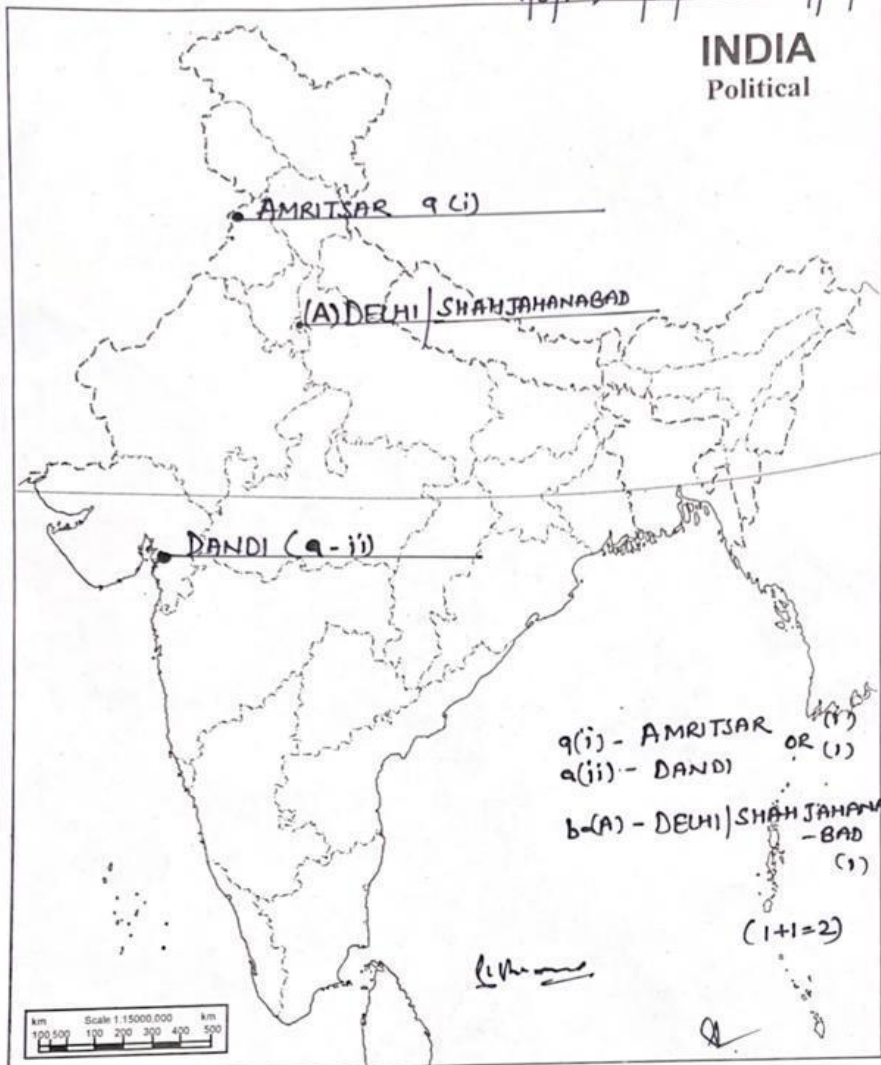 INDIA
Political
AMRITSAR a(i)
(A) DELHI|SHAHJAHANABAD
DANDI (a-ii)
a(i) - AMRITSAR OR (1)
a(ii) - DANDI (1)
b-(A) - DELHI|SHAHJAHANA
-BAD
(1)
(1+1=2)
km Scale 1:15000,000 km
100 500 100 200 300 400 500